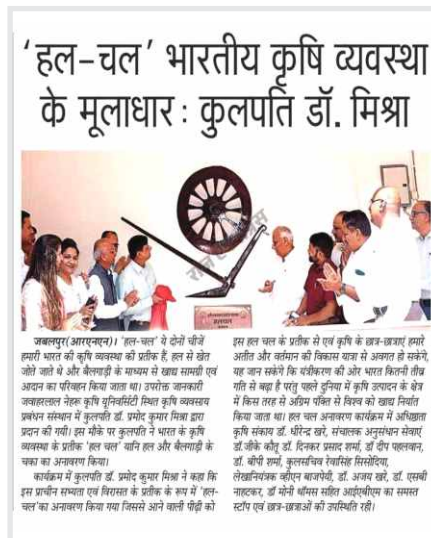 'हल-चल' भारतीय कृषि व्यवस्था
के मूलाधार : कुलपति डॉ. मिश्रा
जबलपुर(आरएनएन)। 'हल-चल' ये दोनों चीजें
हमारी भारत की कृषि व्यवस्था की प्रतीक हैं, हल से खेत
जोते जाते थे और बैलगाड़ी के माध्यम से खाद्य सामग्री एवं
आदान का परिवहन किया जाता था। उपरोक्त जानकारी
जवाहरलाल नेहरू कृषि युनिवर्सिटी स्थित कृषि व्यवसाय
प्रबंधन संस्थान में कुलपति डॉ. प्रमोद कुमार मिश्रा द्वारा
प्रदान की गयी। इस मौके पर कुलपति ने भारत के कृषि
व्यवस्था के प्रतीक 'हल चल' यानि हल और बैलगाड़ी के
चका का अनावरण किया।
कार्यक्रम में कुलपति डॉ. प्रमोद कुमार मिश्रा ने कहा कि
इस प्राचीन सभ्यता एवं विरासत के प्रतीक के रूप में 'हल-
चल'का अनावरण किया गया जिससे आने वाली पीढ़ी को
इस हल चल के प्रतीक से एवं कृषि के छात्र-छात्राएं हमारे
अतीत और वर्तमान की विकास यात्रा से अवगत हो सकेंगे,
यह जान सकेंगे कि यंत्रीकरण की ओर भारत कितनी तीव्र
गति से बढ़ा है परंतु पहले दुनिया में कृषि उत्पादन के क्षेत्र
में किस तरह से अग्रिम पंक्ति से विश्व को खाद्य निर्यात
किया जाता था। हल चल अनावरण कार्यक्रम में अधिष्ठाता
कृषि संकाय डॉ. धीरेन्द्र खरे, संचालक अनुसंधान सेवाएं
डॉ.जीके कौतू डॉ. दिनकर प्रसाद शर्मा, डॉ दीप पहलवान,
डॉ. बीपी शर्मा, कुलसचिव रेवासिंह सिसोदिया,
लेखानियंत्रक व्हीएन बाजपेयी, डॉ. अजय खरे, डॉ. एसबी
नाहटकर, डॉ मोनी थॉमस सहित आईएबीएम का समस्त
स्टॉप एवं छात्र-छात्राओं की उपस्थिति रही।